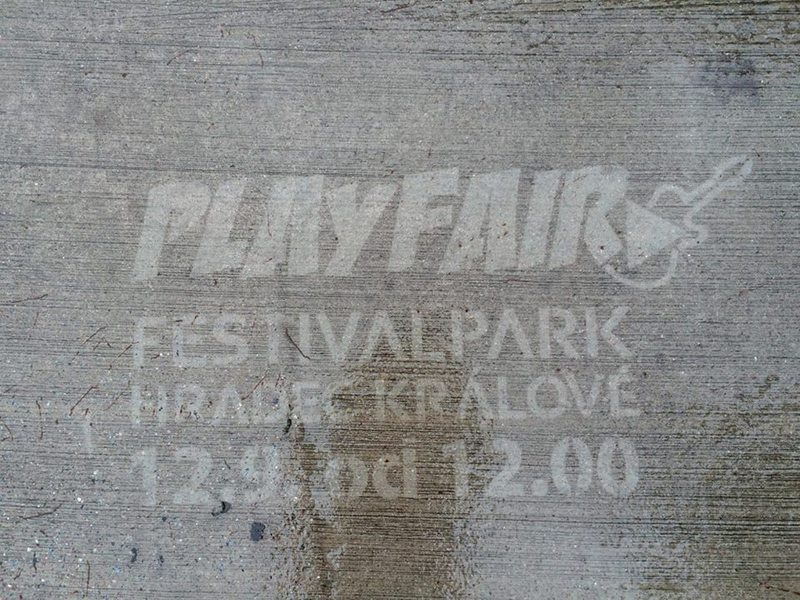 PLAYFAIR
FESTIVALPARK
HRADEC KRÁLOVÉ
12.9. od 12.00